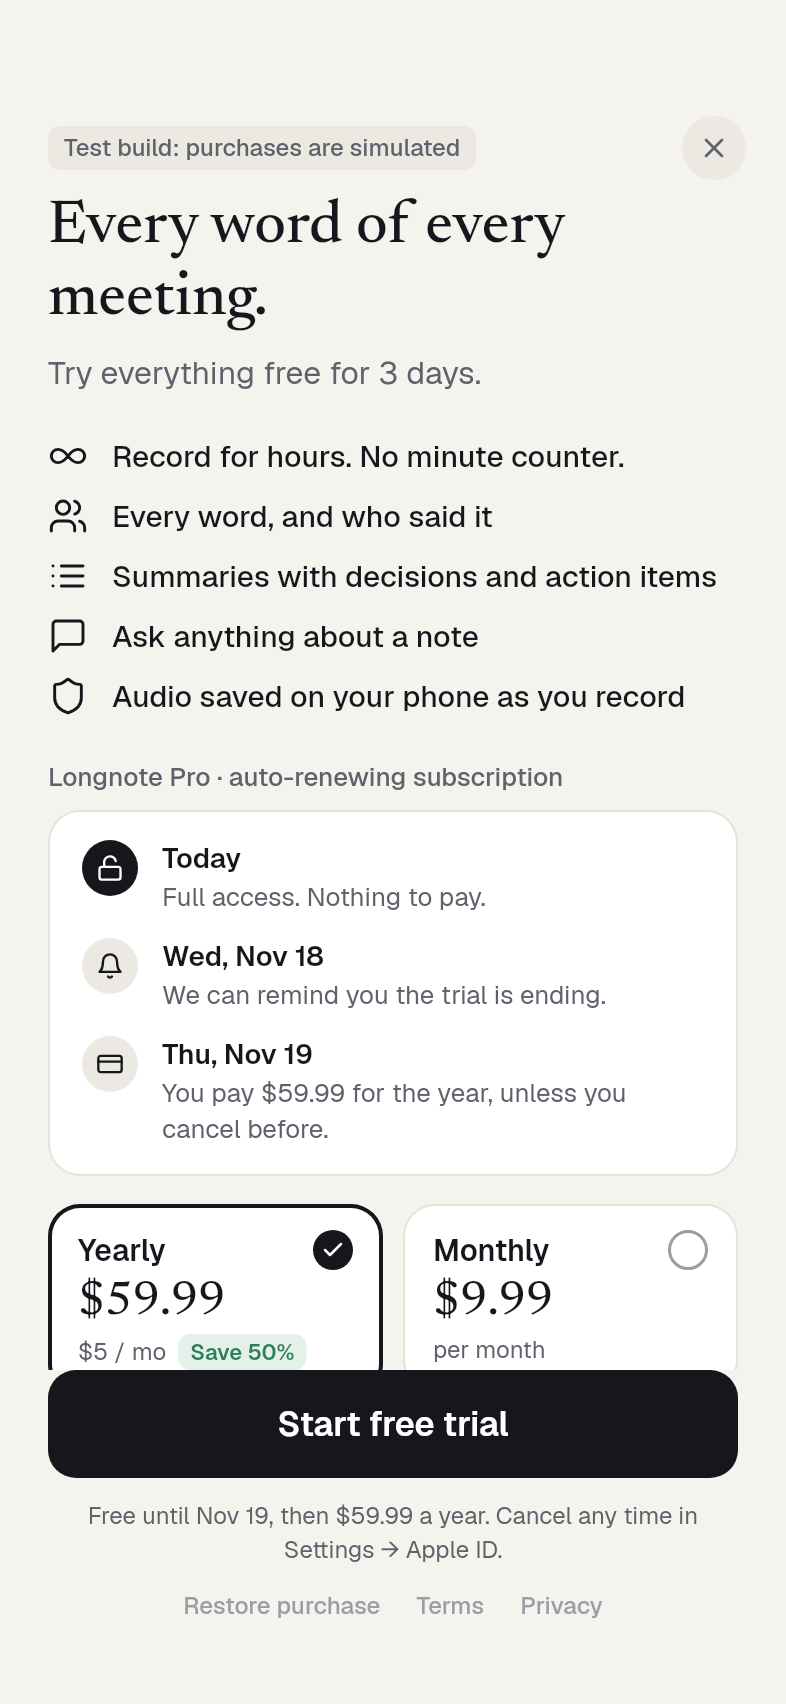 Test build: purchases are simulated
Every word of every
meeting.
Try everything free for 3 days.
Record for hours. No minute counter.
Every word, and who said it
Summaries with decisions and action items
Ask anything about a note
Audio saved on your phone as you record
Longnote Pro · auto-renewing subscription
Today
Full access. Nothing to pay.
Wed, Nov 18
We can remind you the trial is ending.
Thu, Nov 19
You pay $59.99 for the year, unless you
cancel before.
Yearly
$59.99
$5 / mo Save 50%
Monthly
$9.99
per month
Start free trial
Free until Nov 19, then $59.99 a year. Cancel any time in
Settings → Apple ID.
Restore purchase Terms Privacy